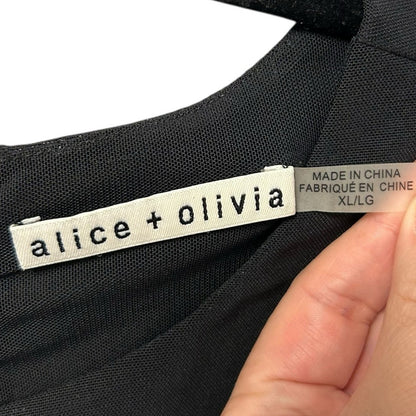 alice + olivia
MADE IN CHINA
FABRIQUÉ EN CHINE
XL/LG